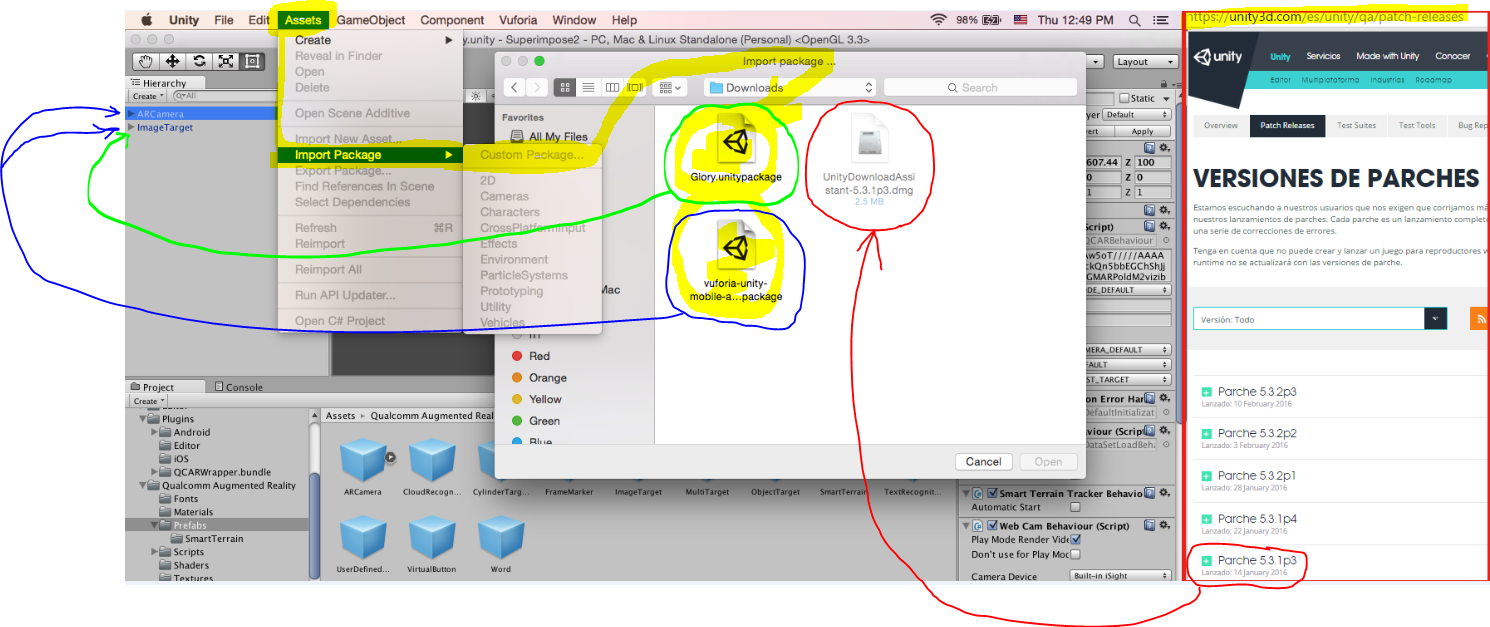 Unity File Edit Assets GameObject Component Vuforia Window Help
98% Thu 12:49 PM
https://unity3d.com/es/unity/qa/patch-releases
y.unity - Superimpose2 - PC, Mac & Linux Standalone (Personal) <OpenGL 3.3>
Layout
Hierarchy
Create All
ARCamera
ImageTarget
Create
Reveal in Finder
Open
Delete
Open Scene Additive
Import New Asset...
Import Package
Export Package...
Find References In Scene
Select Dependencies
Refresh ⌘R
Reimport
Reimport All
Run API Updater...
Open C# Project
Custom Package...
2D
Cameras
Characters
CrossPlatformInput
Effects
Environment
ParticleSystems
Prototyping
Utility
Vehicles
Import package ...
Downloads
Search
Favorites
All My Files
Mac
Red
Orange
Yellow
Green
Blue
Glory.unitypackage
vuforia-unity-
mobile-a...package
UnityDownloadAssi
stant-5.3.1p3.dmg
2.5 MB
Cancel Open
Static
yer Default
ert Apply
607.44 Z 100
0 Z 0
1 Z 1
Script)
QCARBehaviour
Aw5oT/////AAAA
ckQnSbbEGChShJj
GMARPoldM2vizib
DE_DEFAULT
MERA_DEFAULT
FAULT
ST_TARGET
on Error Har
DefaultInitializat
aviour (Script
DataSetLoadBeh
Smart Terrain Tracker Behavio
Automatic Start
Web Cam Behaviour (Script)
Play Mode Render Vide
Don't use for Play Moc
Camera Device Built-in iSight
Project Console
Create
Editor
Plugins
Android
Editor
iOS
QCARWrapper.bundle
Qualcomm Augmented Reality
Fonts
Materials
Prefabs
SmartTerrain
Scripts
Shaders
Textures
Assets Qualcomm Augmented Real
ARCamera CloudRecogn... CylinderTarg... FrameMarker ImageTarget MultiTarget ObjectTarget SmartTerrain TextRecognit...
UserDefined... VirtualButton Word
unity Unity Servicios Made with Unity Conocer
Editor Multiplataforma Industrias Roadmap
Overview Patch Releases Test Suites Test Tools Bug Rep
VERSIONES DE PARCHES
Estamos escuchando a nuestros usuarios que nos exigen que corrijamos má
nuestros lanzamientos de parches. Cada parche es un lanzamiento complet
una serie de correcciones de errores.
Tenga en cuenta que no puede crear y lanzar un juego para reproductores w
runtime no se actualizará con las versiones de parche.
Versión: Todo
Parche 5.3.2p3
Lanzado: 10 February 2016
Parche 5.3.2p2
Lanzado: 3 February 2016
Parche 5.3.2p1
Lanzado: 28 January 2016
Parche 5.3.1p4
Lanzado: 22 January 2016
Parche 5.3.1p3
Lanzado: 14 January 2016